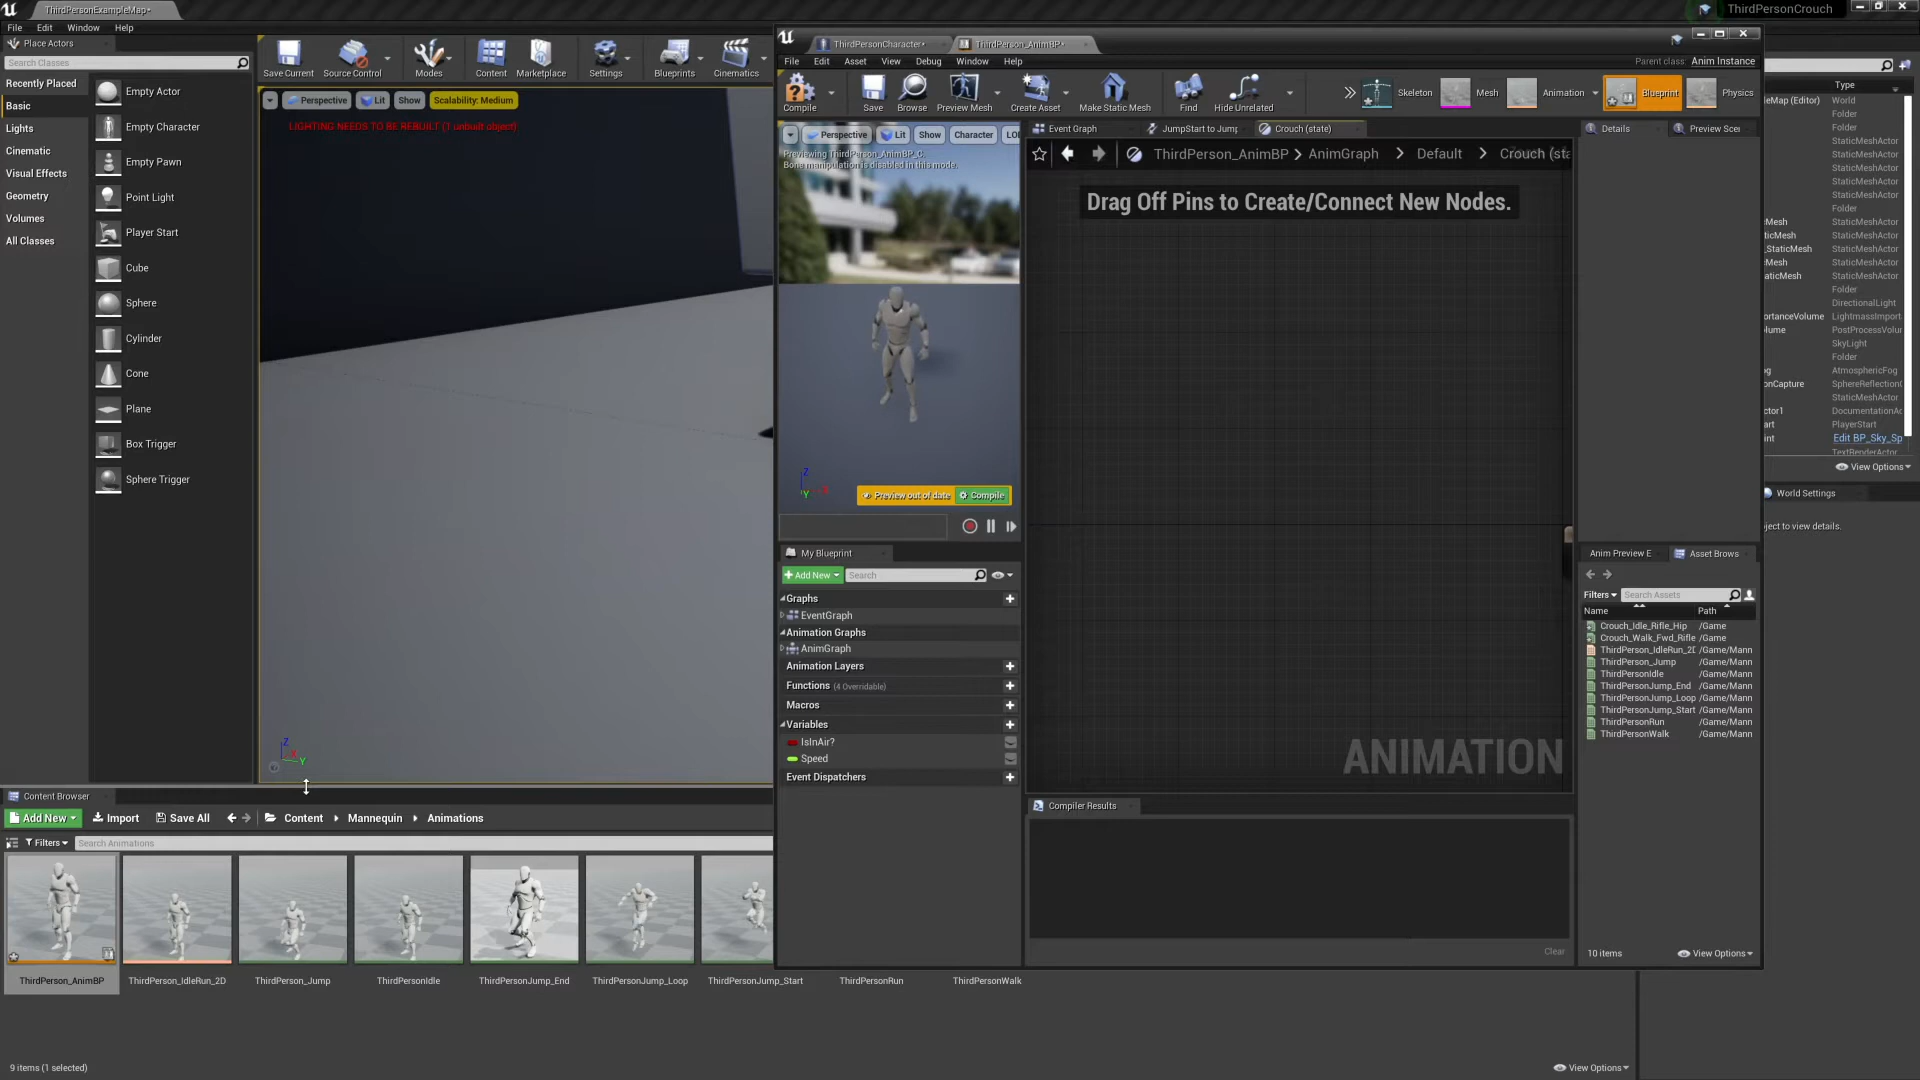 ThirdPersonExampleMap•
ThirdPersonCrouch
File Edit Window Help
Place Actors
Search Classes
Recently Placed
Basic
Lights
Cinematic
Visual Effects
Geometry
Volumes
All Classes
Empty Actor
Empty Character
Empty Pawn
Point Light
Player Start
Cube
Sphere
Cylinder
Cone
Plane
Box Trigger
Sphere Trigger
Save Current Source Control Modes Content Marketplace Settings Blueprints Cinematics
Perspective Lit Show Scalability: Medium
LIGHTING NEEDS TO BE REBUILT (1 unbuilt object)
Z X Y
ThirdPersonCharacter• ThirdPerson_AnimBP•
File Edit Asset View Debug Window Help
Parent class: Anim Instance
Compile Save Browse Preview Mesh Create Asset Make Static Mesh Find Hide Unrelated
Skeleton Mesh Animation Blueprint Physics
Perspective Lit Show Character LO
Previewing ThirdPerson_AnimBP_C.
Bone manipulation is disabled in this mode.
Z X Y
Preview out of date Compile
Event Graph JumpStart to Jump Crouch (state)
ThirdPerson_AnimBP > AnimGraph > Default > Crouch (sta
Drag Off Pins to Create/Connect New Nodes.
ANIMATION
My Blueprint
Add New Search
Graphs
EventGraph
Animation Graphs
AnimGraph
Animation Layers
Functions (4 Overridable)
Macros
Variables
IsInAir?
Speed
Event Dispatchers
Compiler Results
Clear
Details Preview Scen
Anim Preview E Asset Brows
Filters Search Assets
Name Path
Crouch_Idle_Rifle_Hip /Game
Crouch_Walk_Fwd_Rifle /Game
ThirdPerson_IdleRun_2D /Game/Mann
ThirdPerson_Jump /Game/Mann
ThirdPersonIdle /Game/Mann
ThirdPersonJump_End /Game/Mann
ThirdPersonJump_Loop /Game/Mann
ThirdPersonJump_Start /Game/Mann
ThirdPersonRun /Game/Mann
ThirdPersonWalk /Game/Mann
10 items View Options
Type
leMap (Editor) World
Folder
Folder
StaticMeshActor
StaticMeshActor
StaticMeshActor
StaticMeshActor
StaticMeshActor
Folder
Mesh StaticMeshActor
ticMesh StaticMeshActor
_StaticMesh StaticMeshActor
Mesh StaticMeshActor
aticMesh StaticMeshActor
Folder
DirectionalLight
ortanceVolume LightmassImport
olume PostProcessVolur
SkyLight
Folder
og AtmosphericFog
onCapture SphereReflection
StaticMeshActor
Actor1 DocumentationAc
tart PlayerStart
int Edit BP_Sky_Sp
TextRenderActor
View Options
World Settings
ject to view details.
Content Browser
Add New Import Save All Content Mannequin Animations
Filters Search Animations
ThirdPerson_AnimBP ThirdPerson_IdleRun_2D ThirdPerson_Jump ThirdPersonIdle ThirdPersonJump_End ThirdPersonJump_Loop ThirdPersonJump_Start ThirdPersonRun ThirdPersonWalk
9 items (1 selected) View Options